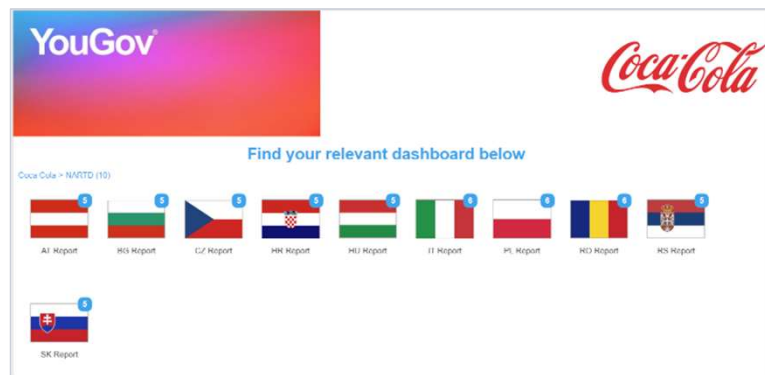 YouGov®
Coca-Cola
Find your relevant dashboard below
Coca Cola > NARTD (10)
5 5 5 5 5 6 6 6 5
AT Report BG Report CZ Report HR Report HU Report IT Report PL Report RO Report RS Report
5
SK Report